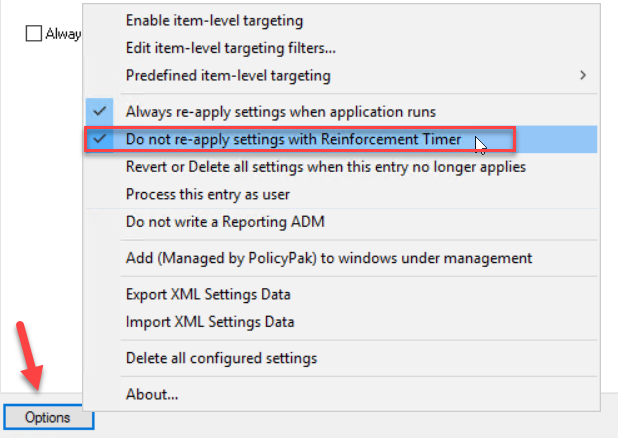 Alway
Enable item-level targeting
Edit item-level targeting filters...
Predefined item-level targeting
Always re-apply settings when application runs
Do not re-apply settings with Reinforcement Timer
Revert or Delete all settings when this entry no longer applies
Process this entry as user
Do not write a Reporting ADM
Add (Managed by PolicyPak) to windows under management
Export XML Settings Data
Import XML Settings Data
Delete all configured settings
About...
Options